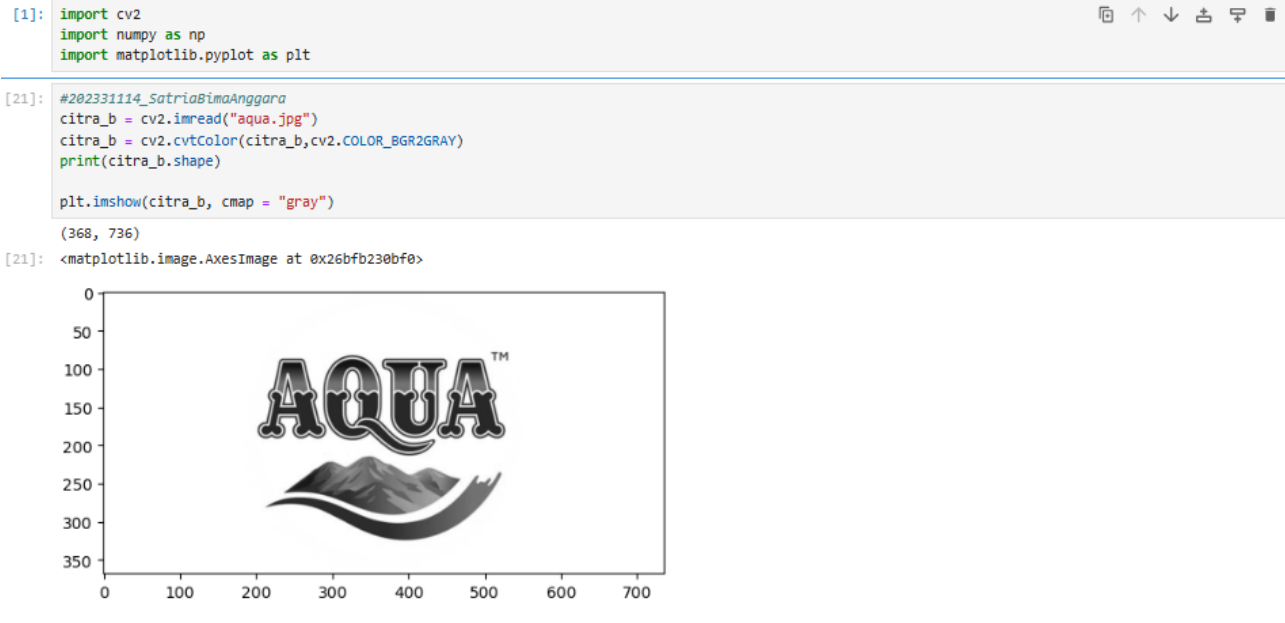 [1]: import cv2
import numpy as np
import matplotlib.pyplot as plt
[21]: #202331114_SatriaBimaAnggara
citra_b = cv2.imread("aqua.jpg")
citra_b = cv2.cvtColor(citra_b,cv2.COLOR_BGR2GRAY)
print(citra_b.shape)
plt.imshow(citra_b, cmap = "gray")
(368, 736)
[21]: <matplotlib.image.AxesImage at 0x26bfb230bf0>
0
50
100
150
200
250
300
350
AQUA™
0 100 200 300 400 500 600 700